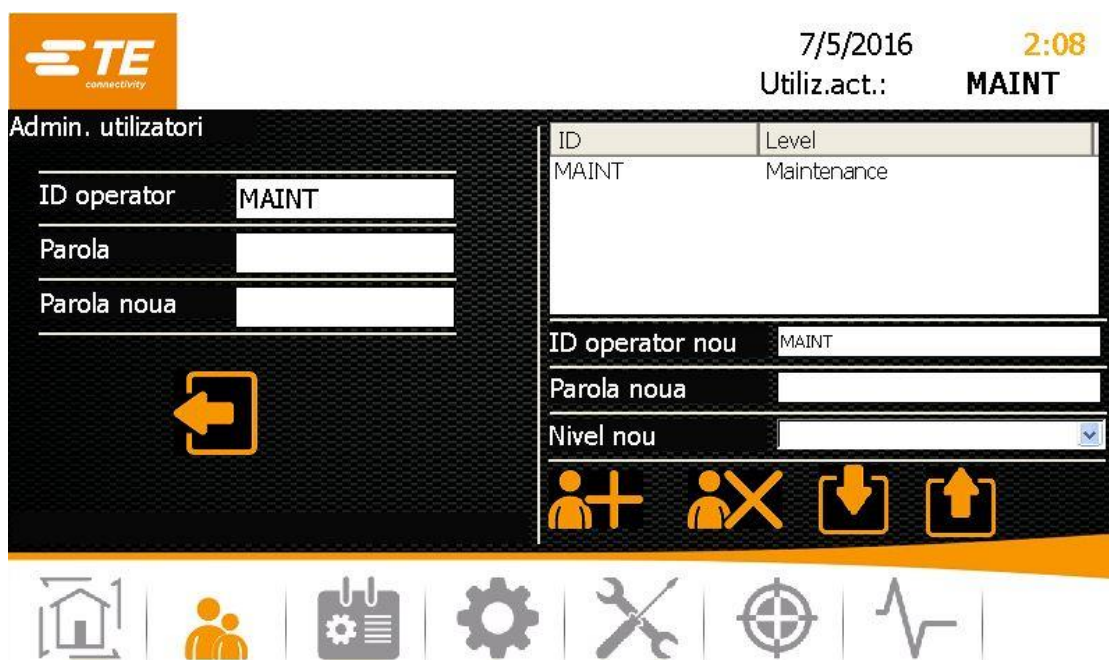 TE
connectivity
7/5/2016 2:08
Utiliz.act.: MAINT
Admin. utilizatori
ID operator MAINT
Parola
Parola noua
ID Level
MAINT Maintenance
ID operator nou MAINT
Parola noua
Nivel nou